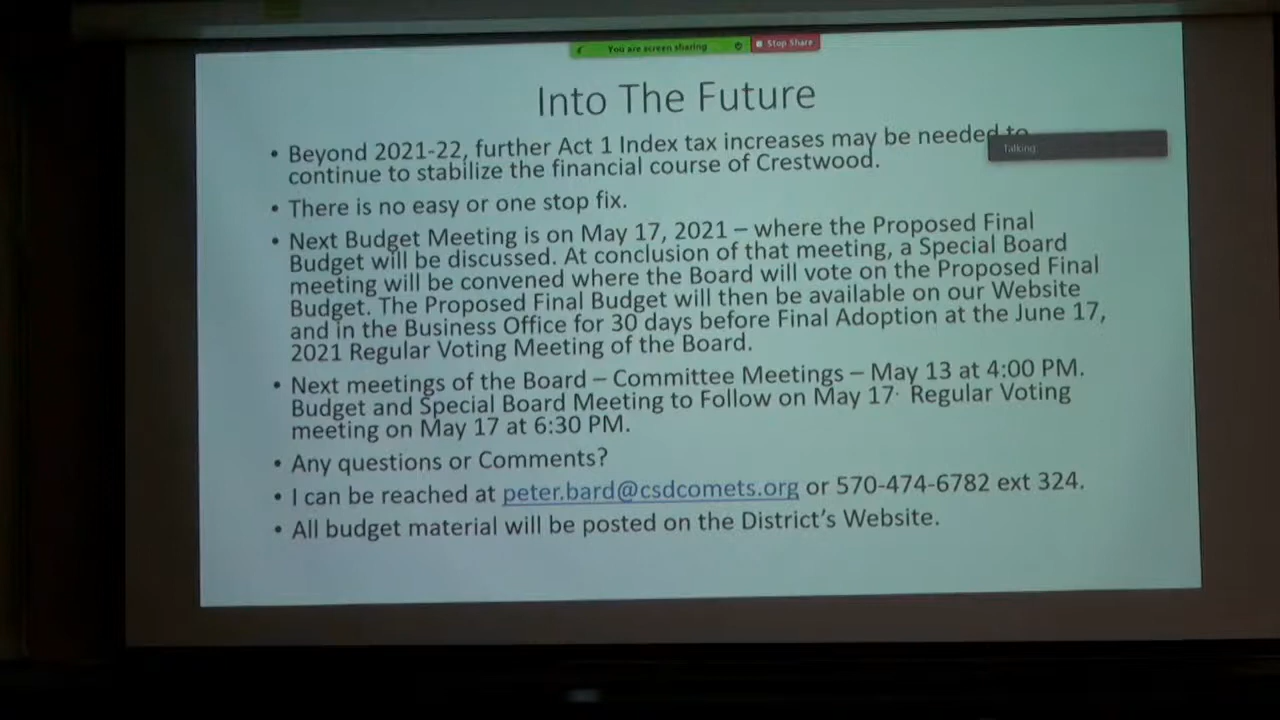 You are screen sharing
Stop Share
Into The Future
• Beyond 2021-22, further Act 1 Index tax increases may be needed to
Talking:
continue to stabilize the financial course of Crestwood.
• There is no easy or one stop fix.
• Next Budget Meeting is on May 17, 2021 – where the Proposed Final
Budget will be discussed. At conclusion of that meeting, a Special Board
meeting will be convened where the Board will vote on the Proposed Final
Budget. The Proposed Final Budget will then be available on our Website
and in the Business Office for 30 days before Final Adoption at the June 17,
2021 Regular Voting Meeting of the Board.
• Next meetings of the Board – Committee Meetings – May 13 at 4:00 PM.
Budget and Special Board Meeting to Follow on May 17. Regular Voting
meeting on May 17 at 6:30 PM.
• Any questions or Comments?
• I can be reached at peter.bard@csdcomets.org or 570-474-6782 ext 324.
• All budget material will be posted on the District's Website.